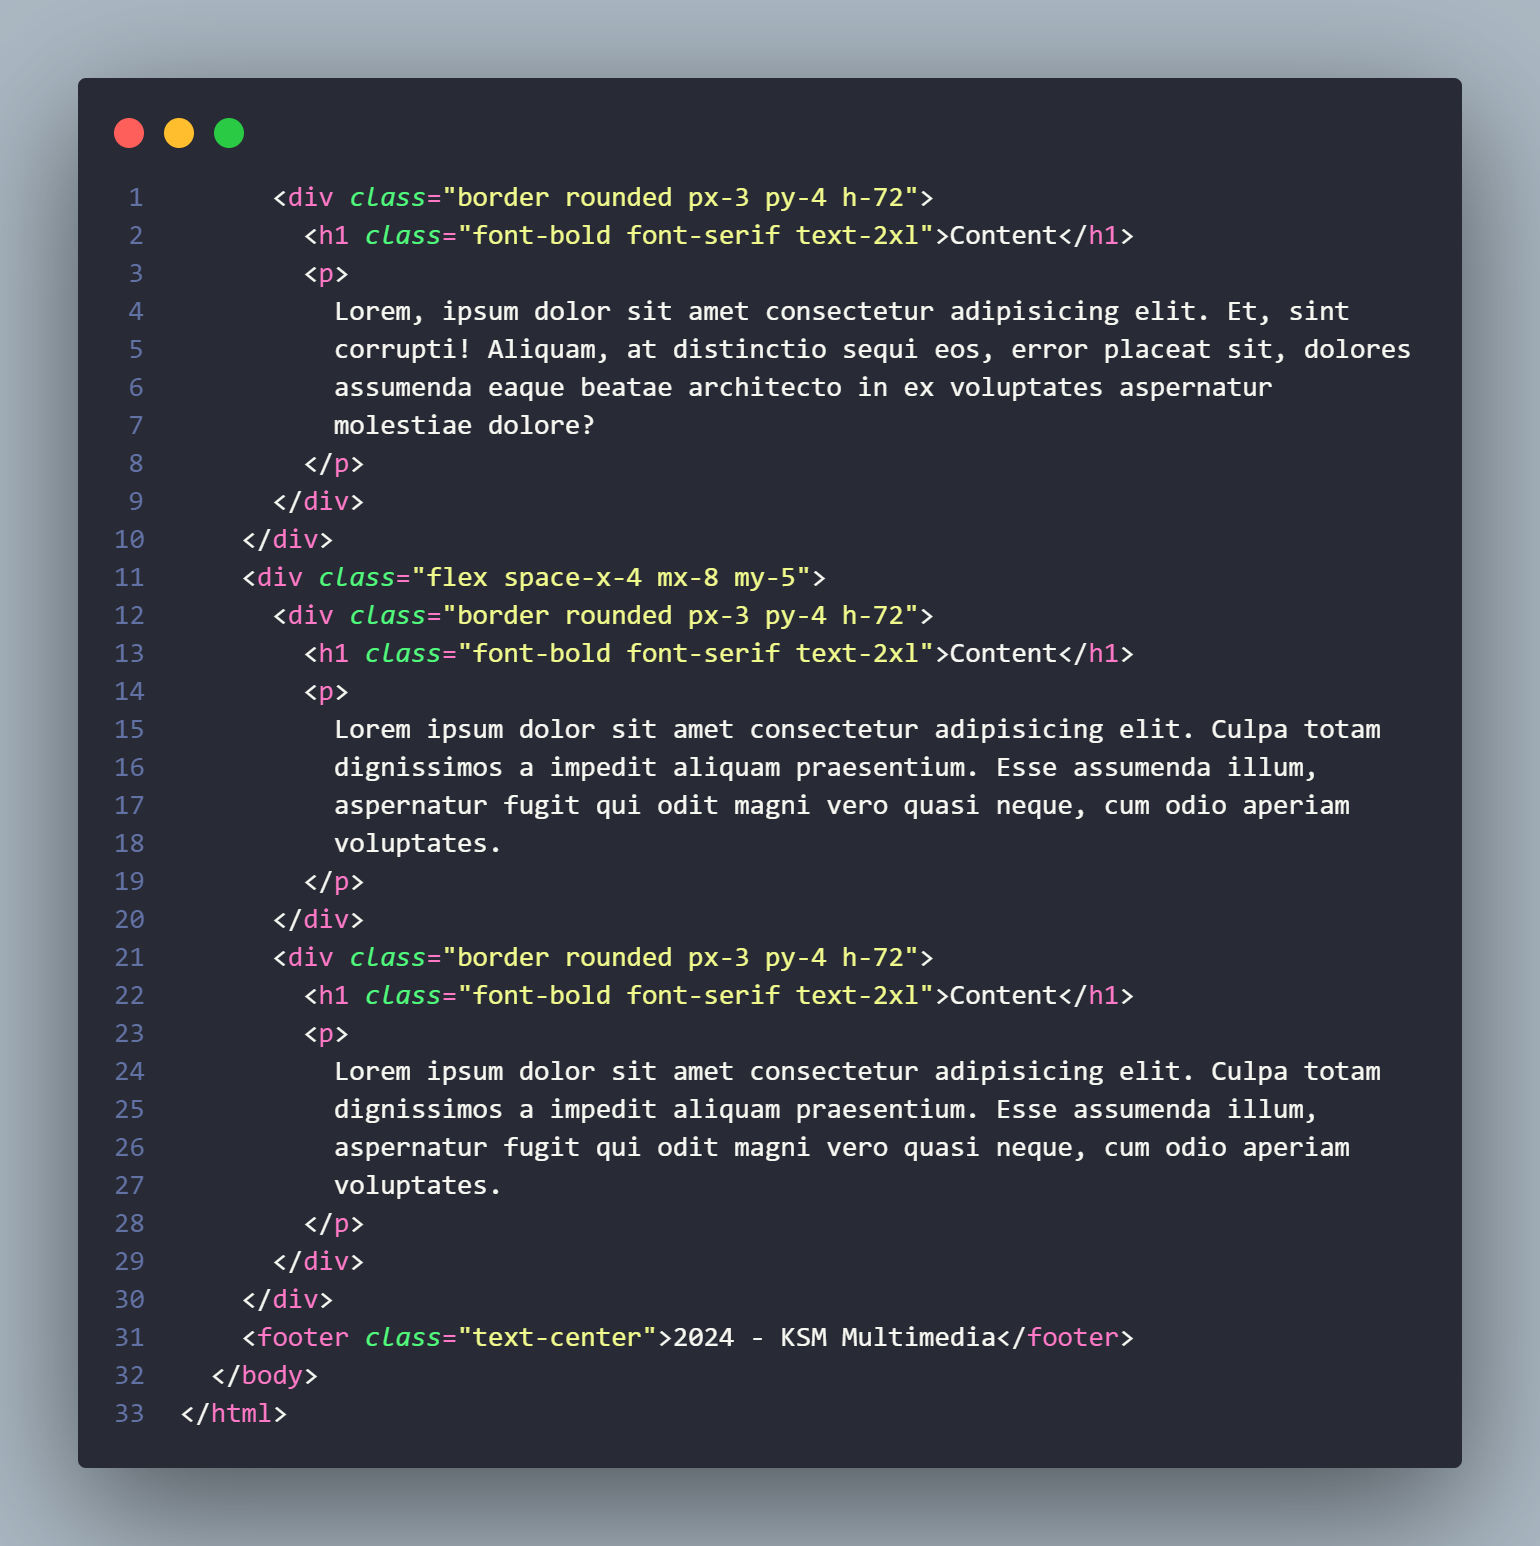 1 <div class="border rounded px-3 py-4 h-72">
2 <h1 class="font-bold font-serif text-2xl">Content</h1>
3 <p>
4 Lorem, ipsum dolor sit amet consectetur adipisicing elit. Et, sint
5 corrupti! Aliquam, at distinctio sequi eos, error placeat sit, dolores
6 assumenda eaque beatae architecto in ex voluptates aspernatur
7 molestiae dolore?
8 </p>
9 </div>
10 </div>
11 <div class="flex space-x-4 mx-8 my-5">
12 <div class="border rounded px-3 py-4 h-72">
13 <h1 class="font-bold font-serif text-2xl">Content</h1>
14 <p>
15 Lorem ipsum dolor sit amet consectetur adipisicing elit. Culpa totam
16 dignissimos a impedit aliquam praesentium. Esse assumenda illum,
17 aspernatur fugit qui odit magni vero quasi neque, cum odio aperiam
18 voluptates.
19 </p>
20 </div>
21 <div class="border rounded px-3 py-4 h-72">
22 <h1 class="font-bold font-serif text-2xl">Content</h1>
23 <p>
24 Lorem ipsum dolor sit amet consectetur adipisicing elit. Culpa totam
25 dignissimos a impedit aliquam praesentium. Esse assumenda illum,
26 aspernatur fugit qui odit magni vero quasi neque, cum odio aperiam
27 voluptates.
28 </p>
29 </div>
30 </div>
31 <footer class="text-center">2024 - KSM Multimedia</footer>
32 </body>
33 </html>